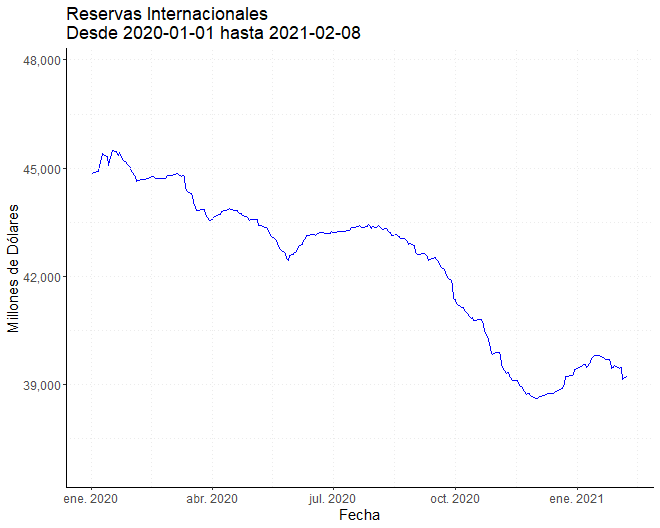 Reservas Internacionales
Desde 2020-01-01 hasta 2021-02-08
48,000
45,000
42,000
39,000
Millones de Dólares
ene. 2020
abr. 2020
jul. 2020
oct. 2020
ene. 2021
Fecha